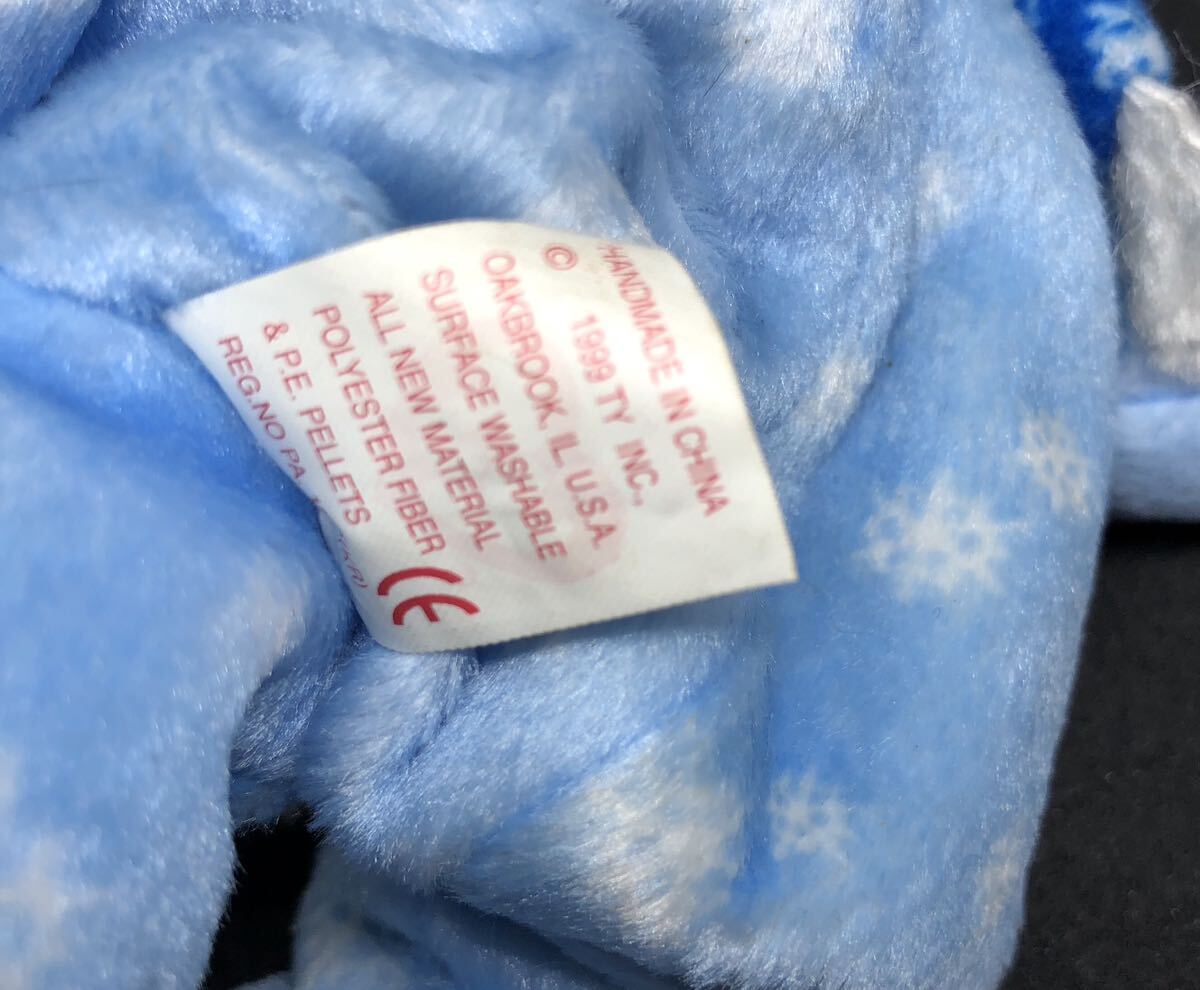 HANDMADE IN CHINA
© 1999 TY INC.,
OAKBROOK, IL. U.S.A.
SURFACE WASHABLE
ALL NEW MATERIAL
POLYESTER FIBER
& P.E. PELLETS
REG.NO PA.
CE